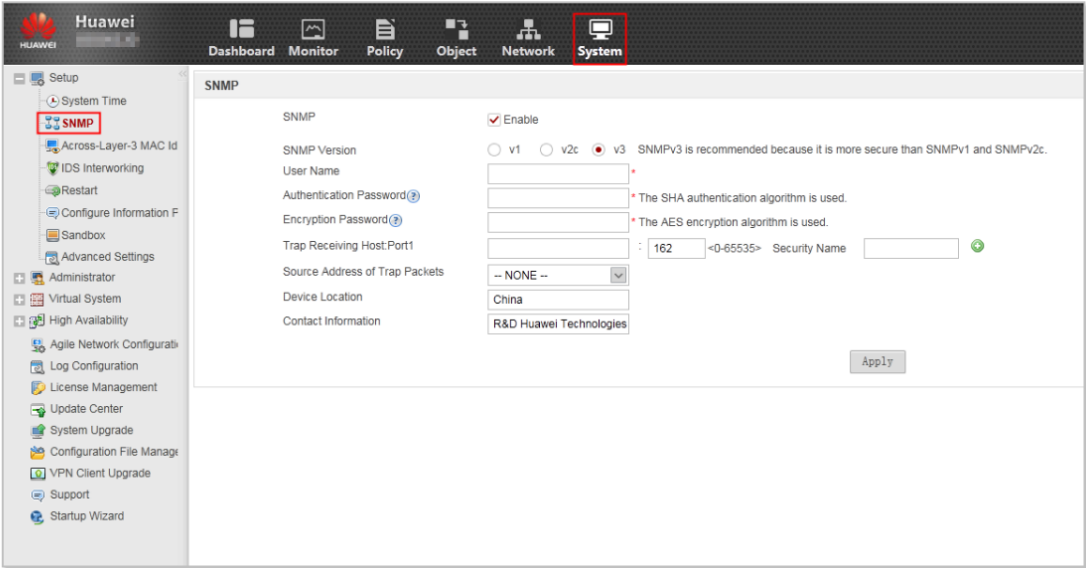 Huawei
HUAWEI
Dashboard Monitor Policy Object Network System
Setup
System Time
SNMP
Across-Layer-3 MAC Id
IDS Interworking
Restart
Configure Information F
Sandbox
Advanced Settings
Administrator
Virtual System
High Availability
Agile Network Configurati
Log Configuration
License Management
Update Center
System Upgrade
Configuration File Manage
VPN Client Upgrade
Support
Startup Wizard
SNMP
SNMP Enable
SNMP Version v1 v2c v3 SNMPv3 is recommended because it is more secure than SNMPv1 and SNMPv2c.
User Name *
Authentication Password ? * The SHA authentication algorithm is used.
Encryption Password ? * The AES encryption algorithm is used.
Trap Receiving Host:Port1 : 162 <0-65535> Security Name
Source Address of Trap Packets -- NONE --
Device Location China
Contact Information R&D Huawei Technologies
Apply